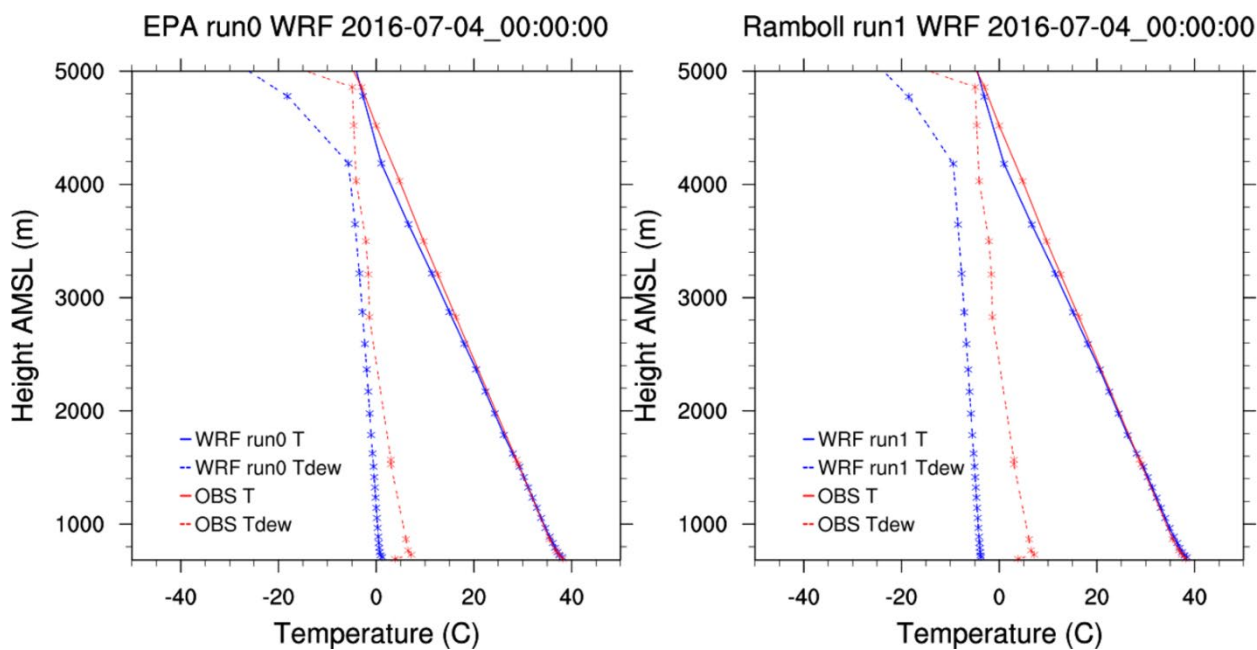 EPA run0 WRF 2016-07-04_00:00:00
5000
4000
3000
2000
1000
Height AMSL (m)
WRF run0 T
WRF run0 Tdew
OBS T
OBS Tdew
-40
-20
0
20
40
Temperature (C)
Ramboll run1 WRF 2016-07-04_00:00:00
5000
4000
3000
2000
1000
Height AMSL (m)
WRF run1 T
WRF run1 Tdew
OBS T
OBS Tdew
-40
-20
0
20
40
Temperature (C)